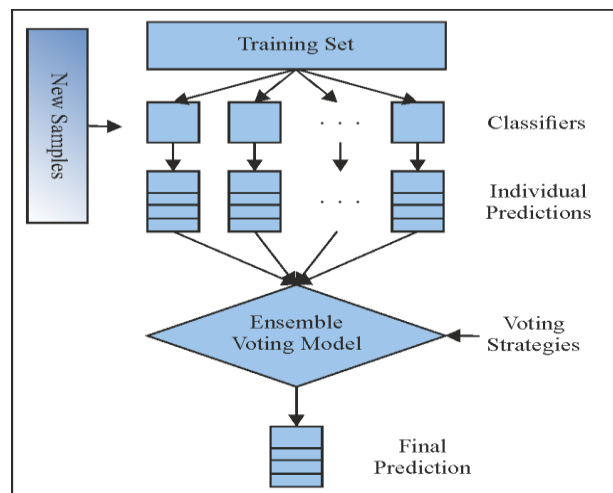 Training Set
New Samples
Classifiers
. . .
Individual
Predictions
. . .
Ensemble
Voting Model
Voting
Strategies
Final
Prediction